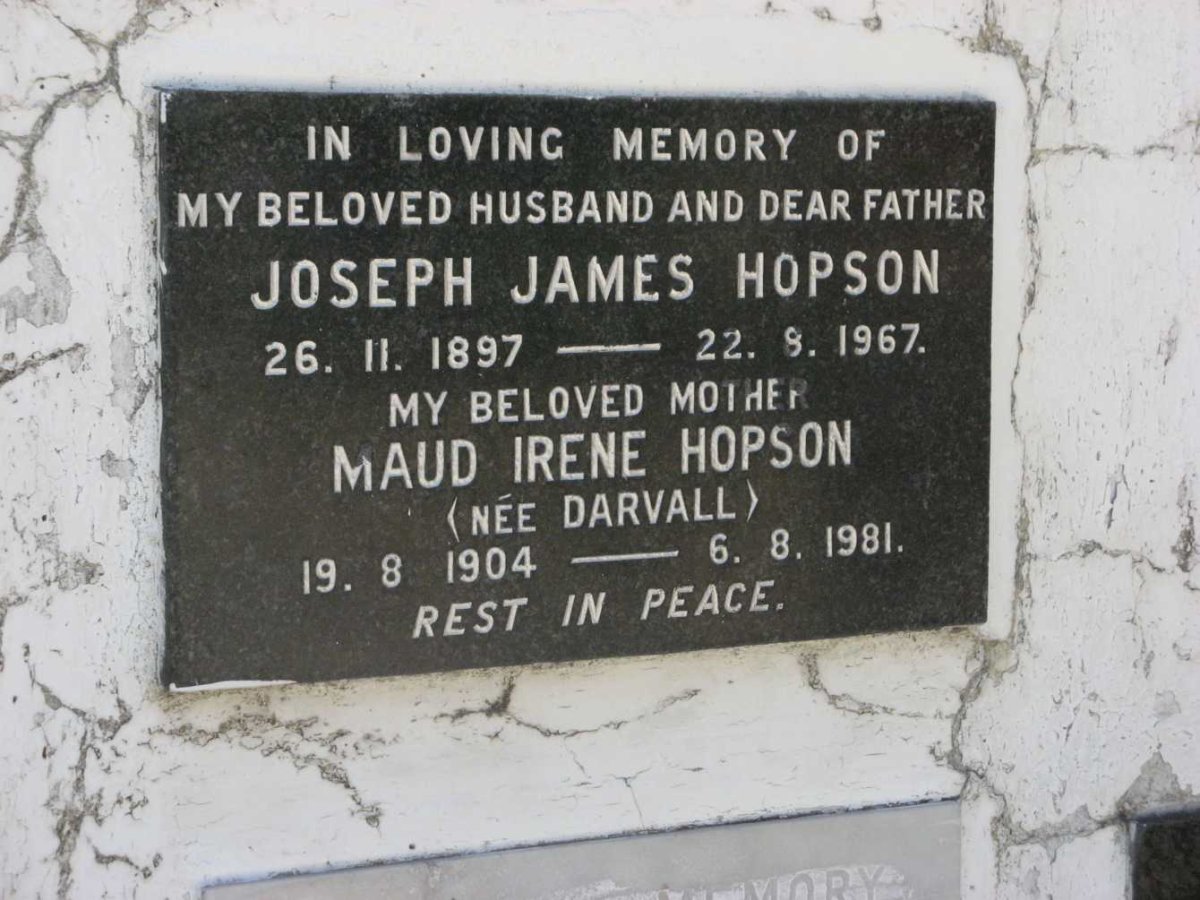 IN LOVING MEMORY OF
MY BELOVED HUSBAND AND DEAR FATHER
JOSEPH JAMES HOPSON
26. 11. 1897 — 22. 8. 1967.
MY BELOVED MOTHER
MAUD IRENE HOPSON
(NÉE DARVALL)
19. 8 1904 — 6. 8. 1981.
REST IN PEACE.
MEMORY